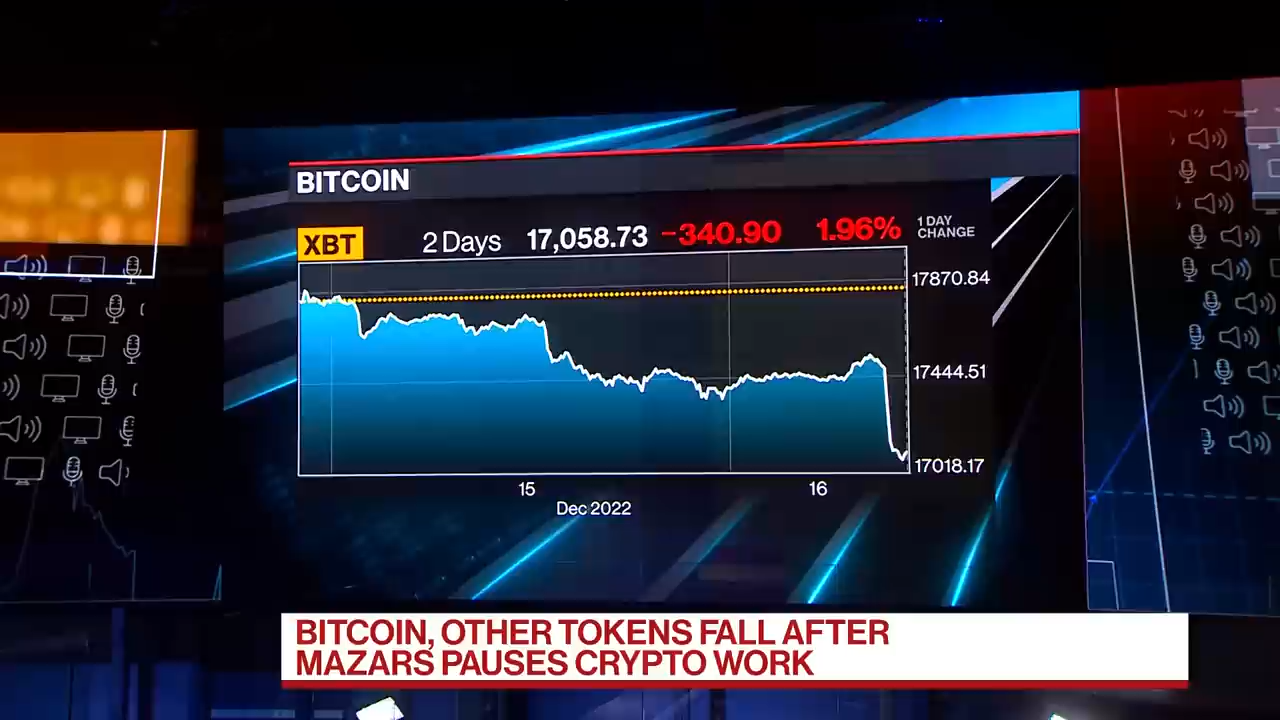 BITCOIN
XBT 2 Days 17,058.73 -340.90 1.96% 1 DAY
CHANGE
17870.84
17444.51
17018.17
15 16
Dec 2022
BITCOIN, OTHER TOKENS FALL AFTER
MAZARS PAUSES CRYPTO WORK